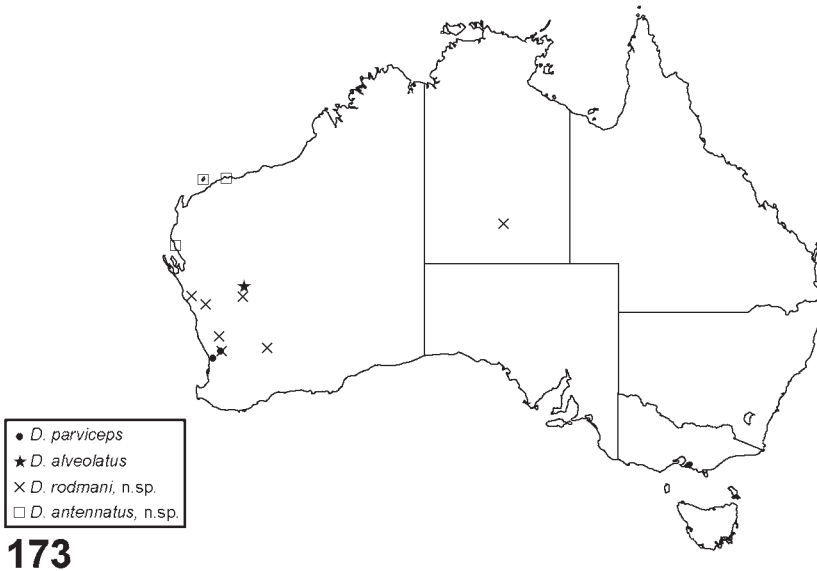 D. parviceps
D. alveolatus
D. rodmani, n.sp.
D. antennatus, n.sp.
173